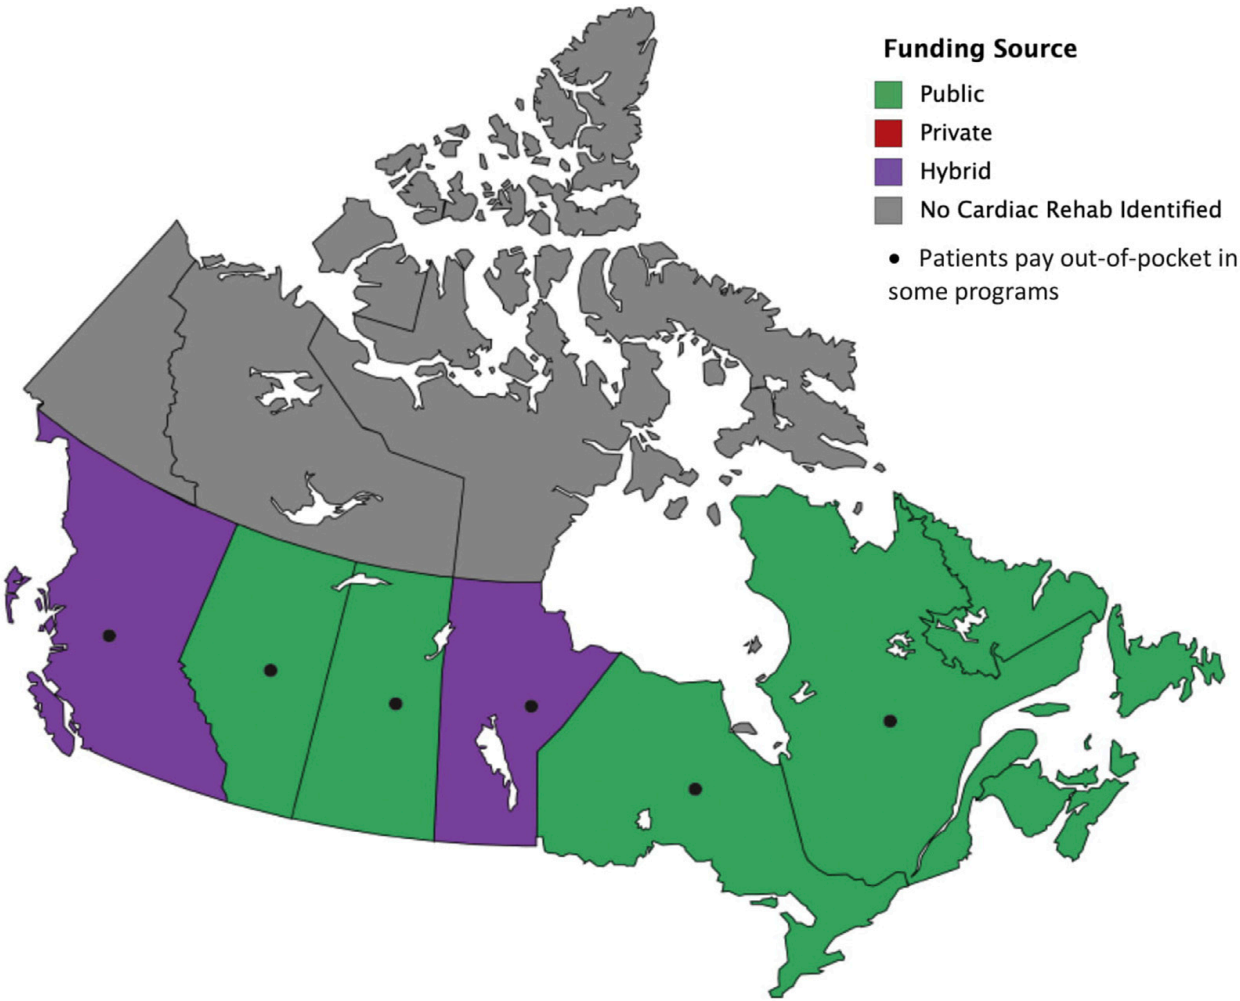 Funding Source
Public
Private
Hybrid
No Cardiac Rehab Identified
• Patients pay out-of-pocket in
some programs